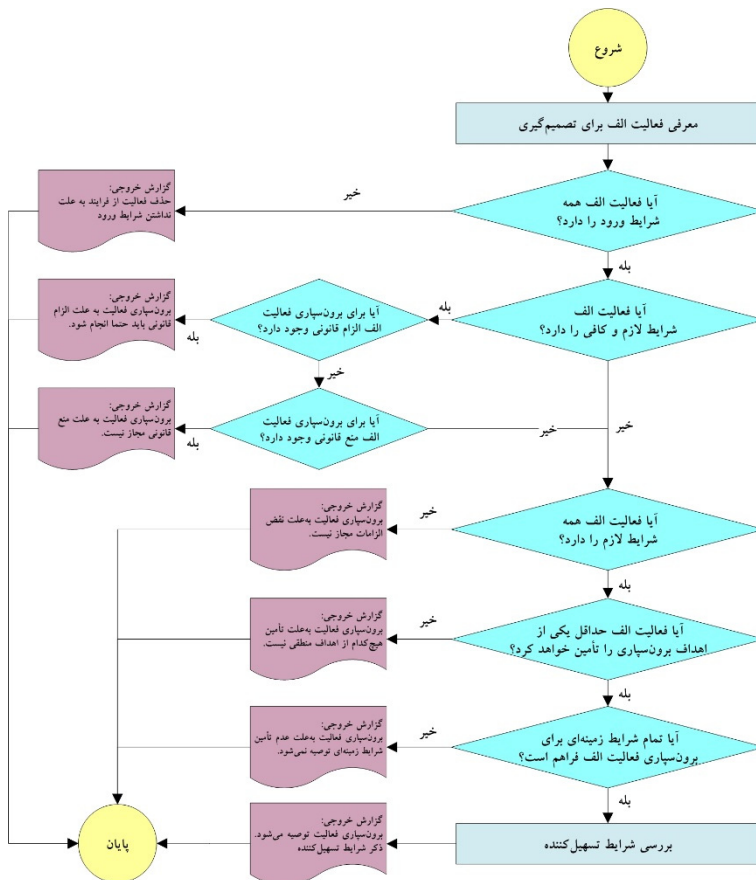 شروع
معرفی فعالیت الف برای تصمیم‌گیری
آیا فعالیت الف همه
شرایط ورود را دارد؟
خیر
گزارش خروجی:
حذف فعالیت از فرایند به علت
نداشتن شرایط ورود
بله
آیا فعالیت الف
شرایط لازم و کافی را دارد؟
بله
آیا برای برون‌سپاری فعالیت
الف الزام قانونی وجود دارد؟
بله
گزارش خروجی:
برون‌سپاری فعالیت به علت الزام
قانونی باید حتما انجام شود.
خیر
آیا برای برون‌سپاری فعالیت
الف منع قانونی وجود دارد؟
بله
گزارش خروجی:
برون‌سپاری فعالیت به علت منع
قانونی مجاز نیست.
خیر
خیر
آیا فعالیت الف همه
شرایط لازم را دارد؟
خیر
گزارش خروجی:
برون‌سپاری فعالیت به‌علت نقض
الزامات مجاز نیست.
بله
آیا فعالیت الف حداقل یکی از
اهداف برون‌سپاری را تأمین خواهد کرد؟
خیر
گزارش خروجی:
برون‌سپاری فعالیت به‌علت تأمین
هیچ‌کدام از اهداف منطقی نیست.
بله
آیا تمام شرایط زمینه‌ای برای
برون‌سپاری فعالیت الف فراهم است؟
خیر
گزارش خروجی:
برون‌سپاری فعالیت به‌علت عدم تأمین
شرایط زمینه‌ای توصیه نمی‌شود.
بله
بررسی شرایط تسهیل‌کننده
گزارش خروجی:
برون‌سپاری فعالیت توصیه می‌شود.
ذکر شرایط تسهیل‌کننده
پایان